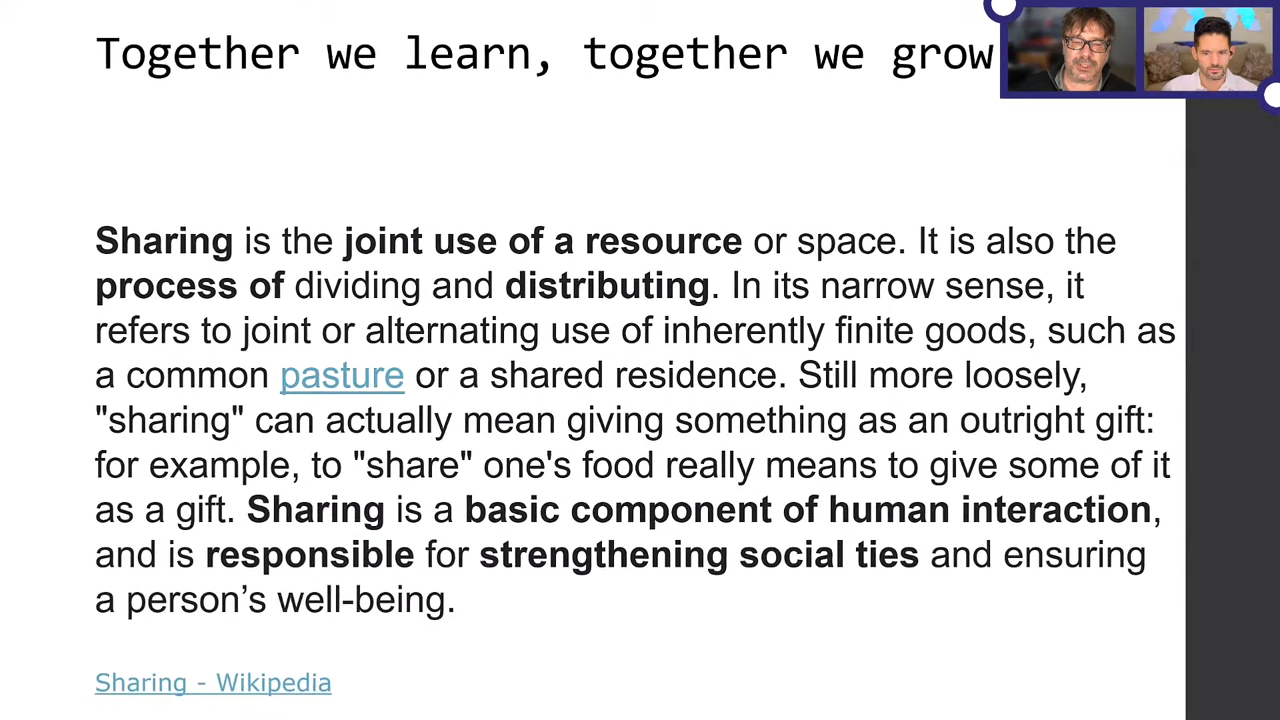 Together we learn, together we grow
Sharing is the joint use of a resource or space. It is also the
process of dividing and distributing. In its narrow sense, it
refers to joint or alternating use of inherently finite goods, such as
a common pasture or a shared residence. Still more loosely,
"sharing" can actually mean giving something as an outright gift:
for example, to "share" one's food really means to give some of it
as a gift. Sharing is a basic component of human interaction,
and is responsible for strengthening social ties and ensuring
a person’s well-being.
Sharing - Wikipedia